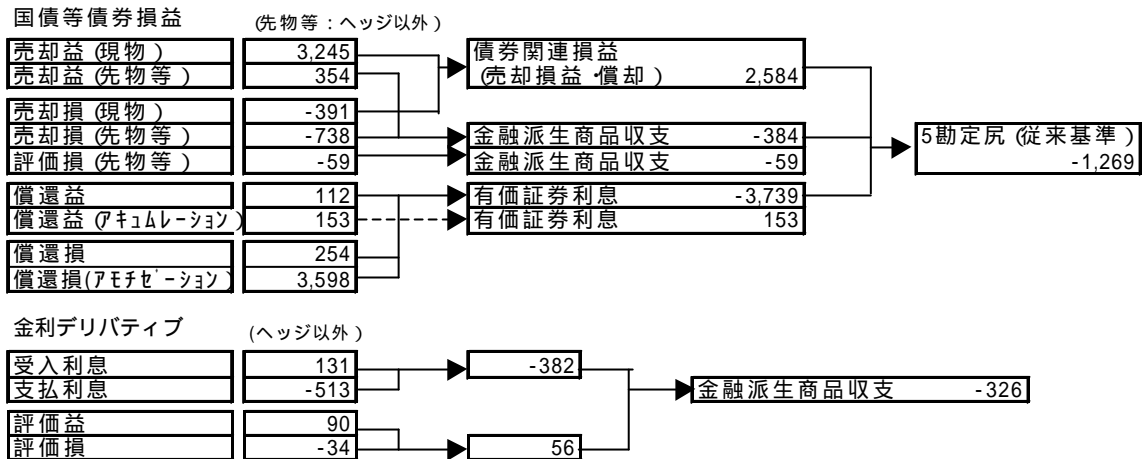 国債等債券損益 (先物等：ヘッジ以外)
売却益(現物) 3,245 債券関連損益
売却益(先物等) 354 (売却損益・償却) 2,584
売却損(現物) -391
売却損(先物等) -738 金融派生商品収支 -384 5勘定尻(従来基準)
評価損(先物等) -59 金融派生商品収支 -59 -1,269
償還益 112 有価証券利息 -3,739
償還益(アキュムレーション) 153 有価証券利息 153
償還損 254
償還損(アモチゼーション) 3,598
金利デリバティブ (ヘッジ以外)
受入利息 131 -382
支払利息 -513 金融派生商品収支 -326
評価益 90
評価損 -34 56